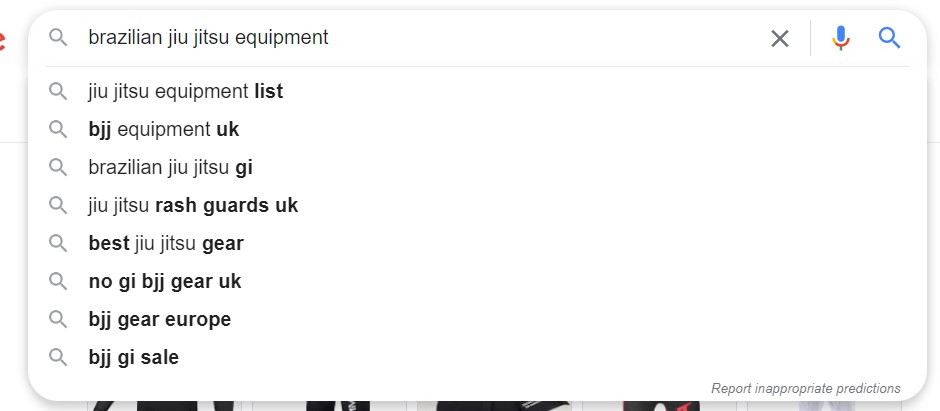 brazilian jiu jitsu equipment
jiu jitsu equipment list
bjj equipment uk
brazilian jiu jitsu gi
jiu jitsu rash guards uk
best jiu jitsu gear
no gi bjj gear uk
bjj gear europe
bjj gi sale
Report inappropriate predictions